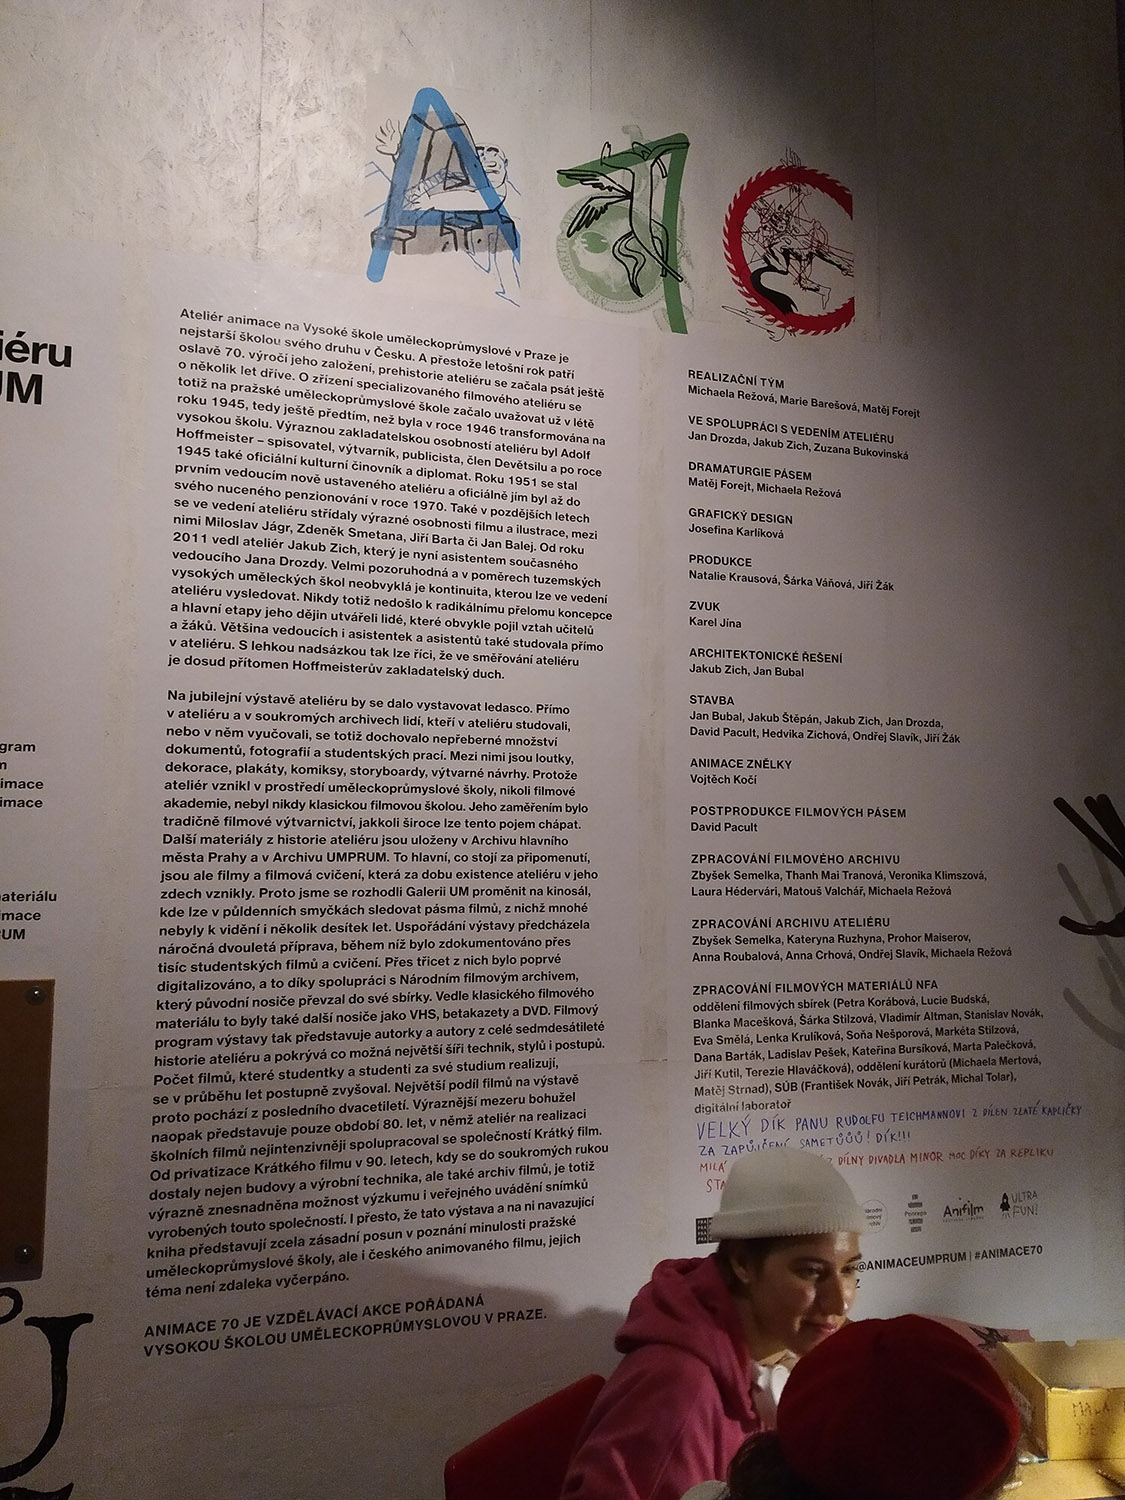 iéru
UM
gram
m
imace
imace
ateriálu
imace
RUM
Ateliér animace na Vysoké škole uměleckoprůmyslové v Praze je
nejstarší školou svého druhu v Česku. A přestože letošní rok patří
oslavě 70. výročí jeho založení, prehistorie ateliéru se začala psát ještě
o několik let dříve. O zřízení specializovaného filmového ateliéru se
totiž na pražské uměleckoprůmyslové škole začalo uvažovat už v létě
roku 1945, tedy ještě předtím, než byla v roce 1946 transformována na
vysokou školu. Výraznou zakladatelskou osobností ateliéru byl Adolf
Hoffmeister – spisovatel, výtvarník, publicista, člen Devětsilu a po roce
1945 také oficiální kulturní činovník a diplomat. Roku 1951 se stal
prvním vedoucím nově ustaveného ateliéru a oficiálně jím byl až do
svého nuceného penzionování v roce 1970. Také v pozdějších letech
se ve vedení ateliéru střídaly výrazné osobnosti filmu a ilustrace, mezi
nimi Miloslav Jágr, Zdeněk Smetana, Jiří Barta či Jan Balej. Od roku
2011 vedl ateliér Jakub Zich, který je nyní asistentem současného
vedoucího Jana Drozdy. Velmi pozoruhodná a v poměrech tuzemských
vysokých uměleckých škol neobvyklá je kontinuita, kterou lze ve vedení
ateliéru vysledovat. Nikdy totiž nedošlo k radikálnímu přelomu koncepce
a hlavní etapy jeho dějin utvářeli lidé, které obvykle pojil vztah učitelů
a žáků. Většina vedoucích i asistentek a asistentů také studovala přímo
v ateliéru. S lehkou nadsázkou tak lze říci, že ve směřování ateliéru
je dosud přítomen Hoffmeisterův zakladatelský duch.
Na jubilejní výstavě ateliéru by se dalo vystavovat ledasco. Přímo
v ateliéru a v soukromých archivech lidí, kteří v ateliéru studovali,
nebo v něm vyučovali, se totiž dochovalo nepřeberné množství
dokumentů, fotografií a studentských prací. Mezi nimi jsou loutky,
dekorace, plakáty, komiksy, storyboardy, výtvarné návrhy. Protože
ateliér vznikl v prostředí uměleckoprůmyslové školy, nikoli filmové
akademie, nebyl nikdy klasickou filmovou školou. Jeho zaměřením bylo
tradičně filmové výtvarnictví, jakkoli široce lze tento pojem chápat.
Další materiály z historie ateliéru jsou uloženy v Archivu hlavního
města Prahy a v Archivu UMPRUM. To hlavní, co stojí za připomenutí,
jsou ale filmy a filmová cvičení, která za dobu existence ateliéru v jeho
zdech vznikly. Proto jsme se rozhodli Galerii UM proměnit na kinosál,
kde lze v půldenních smyčkách sledovat pásma filmů, z nichž mnohé
nebyly k vidění i několik desítek let. Uspořádání výstavy předcházela
náročná dvouletá příprava, během níž bylo zdokumentováno přes
tisíc studentských filmů a cvičení. Přes třicet z nich bylo poprvé
digitalizováno, a to díky spolupráci s Národním filmovým archivem,
který původní nosiče převzal do své sbírky. Vedle klasického filmového
materiálu to byly také další nosiče jako VHS, betakazety a DVD. Filmový
program výstavy tak představuje autorky a autory z celé sedmdesátileté
historie ateliéru a pokrývá co možná největší šíři technik, stylů i postupů.
Počet filmů, které studentky a studenti za své studium realizují,
se v průběhu let postupně zvyšoval. Největší podíl filmů na výstavě
proto pochází z posledního dvacetiletí. Výraznější mezeru bohužel
naopak představuje pouze období 80. let, v němž ateliér na realizaci
školních filmů nejintenzivněji spolupracoval se společností Krátký film.
Od privatizace Krátkého filmu v 90. letech, kdy se do soukromých rukou
dostaly nejen budovy a výrobní technika, ale také archiv filmů, je totiž
výrazně znesnadněna možnost výzkumu i veřejného uvádění snímků
vyrobených touto společností. I přesto, že tato výstava a na ni navazující
kniha představují zcela zásadní posun v poznání minulosti pražské
uměleckoprůmyslové školy, ale i českého animovaného filmu, jejich
téma není zdaleka vyčerpáno.
ANIMACE 70 JE VZDĚLÁVACÍ AKCE POŘÁDANÁ
VYSOKOU ŠKOLOU UMĚLECKOPRŮMYSLOVOU V PRAZE.
REALIZAČNÍ TÝM
Michaela Režová, Marie Barešová, Matěj Forejt
VE SPOLUPRÁCI S VEDENÍM ATELIÉRU
Jan Drozda, Jakub Zich, Zuzana Bukovinská
DRAMATURGIE PÁSEM
Matěj Forejt, Michaela Režová
GRAFICKÝ DESIGN
Josefina Karlíková
PRODUKCE
Natalie Krausová, Šárka Váňová, Jiří Žák
ZVUK
Karel Jína
ARCHITEKTONICKÉ ŘEŠENÍ
Jakub Zich, Jan Bubal
STAVBA
Jan Bubal, Jakub Štěpán, Jakub Zich, Jan Drozda,
David Pacult, Hedvika Zichová, Ondřej Slavík, Jiří Žák
ANIMACE ZNĚLKY
Vojtěch Kočí
POSTPRODUKCE FILMOVÝCH PÁSEM
David Pacult
ZPRACOVÁNÍ FILMOVÉHO ARCHIVU
Zbyšek Semelka, Thanh Mai Tranová, Veronika Klimszová,
Laura Hédervári, Matouš Valchář, Michaela Režová
ZPRACOVÁNÍ ARCHIVU ATELIÉRU
Zbyšek Semelka, Kateryna Ruzhyna, Prohor Maiserov,
Anna Roubalová, Anna Crhová, Ondřej Slavík, Michaela Režová
ZPRACOVÁNÍ FILMOVÝCH MATERIÁLŮ NFA
oddělení filmových sbírek (Petra Korábová, Lucie Budská,
Blanka Macešková, Šárka Stilzová, Vladimír Altman, Stanislav Novák,
Eva Smělá, Lenka Krulíková, Soňa Nešporová, Markéta Stilzová,
Dana Barták, Ladislav Pešek, Kateřina Bursíková, Marta Palečková,
Jiří Kutil, Terezie Hlaváčková), oddělení kurátorů (Michaela Mertová,
Matěj Strnad), SÚB (František Novák, Jiří Petrák, Michal Tolar),
digitální laboratoř
VELKÝ DÍK PANU RUDOLFU TEICHMANNOVI Z DÍLEN ZLATÉ KAPLIČKY
ZA ZAPŮJČENÍ SAMETŮŮŮ! DÍK!!!
MILÁ DÍLNY DIVADLA MINOR MOC DÍKY ZA REPLIKU
Anifilm
ULTRA
FUN!
@ANIMACEUMPRUM | #ANIMACE70